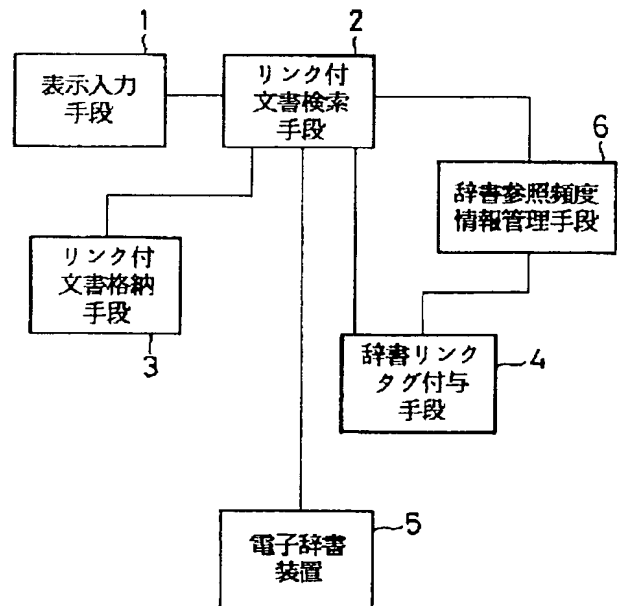 1
表示入力
手段
2
リンク付
文書検索
手段
6
辞書参照頻度
情報管理手段
リンク付
文書格納
手段
3
辞書リンク
タグ付与
手段
4
電子辞書
装置
5